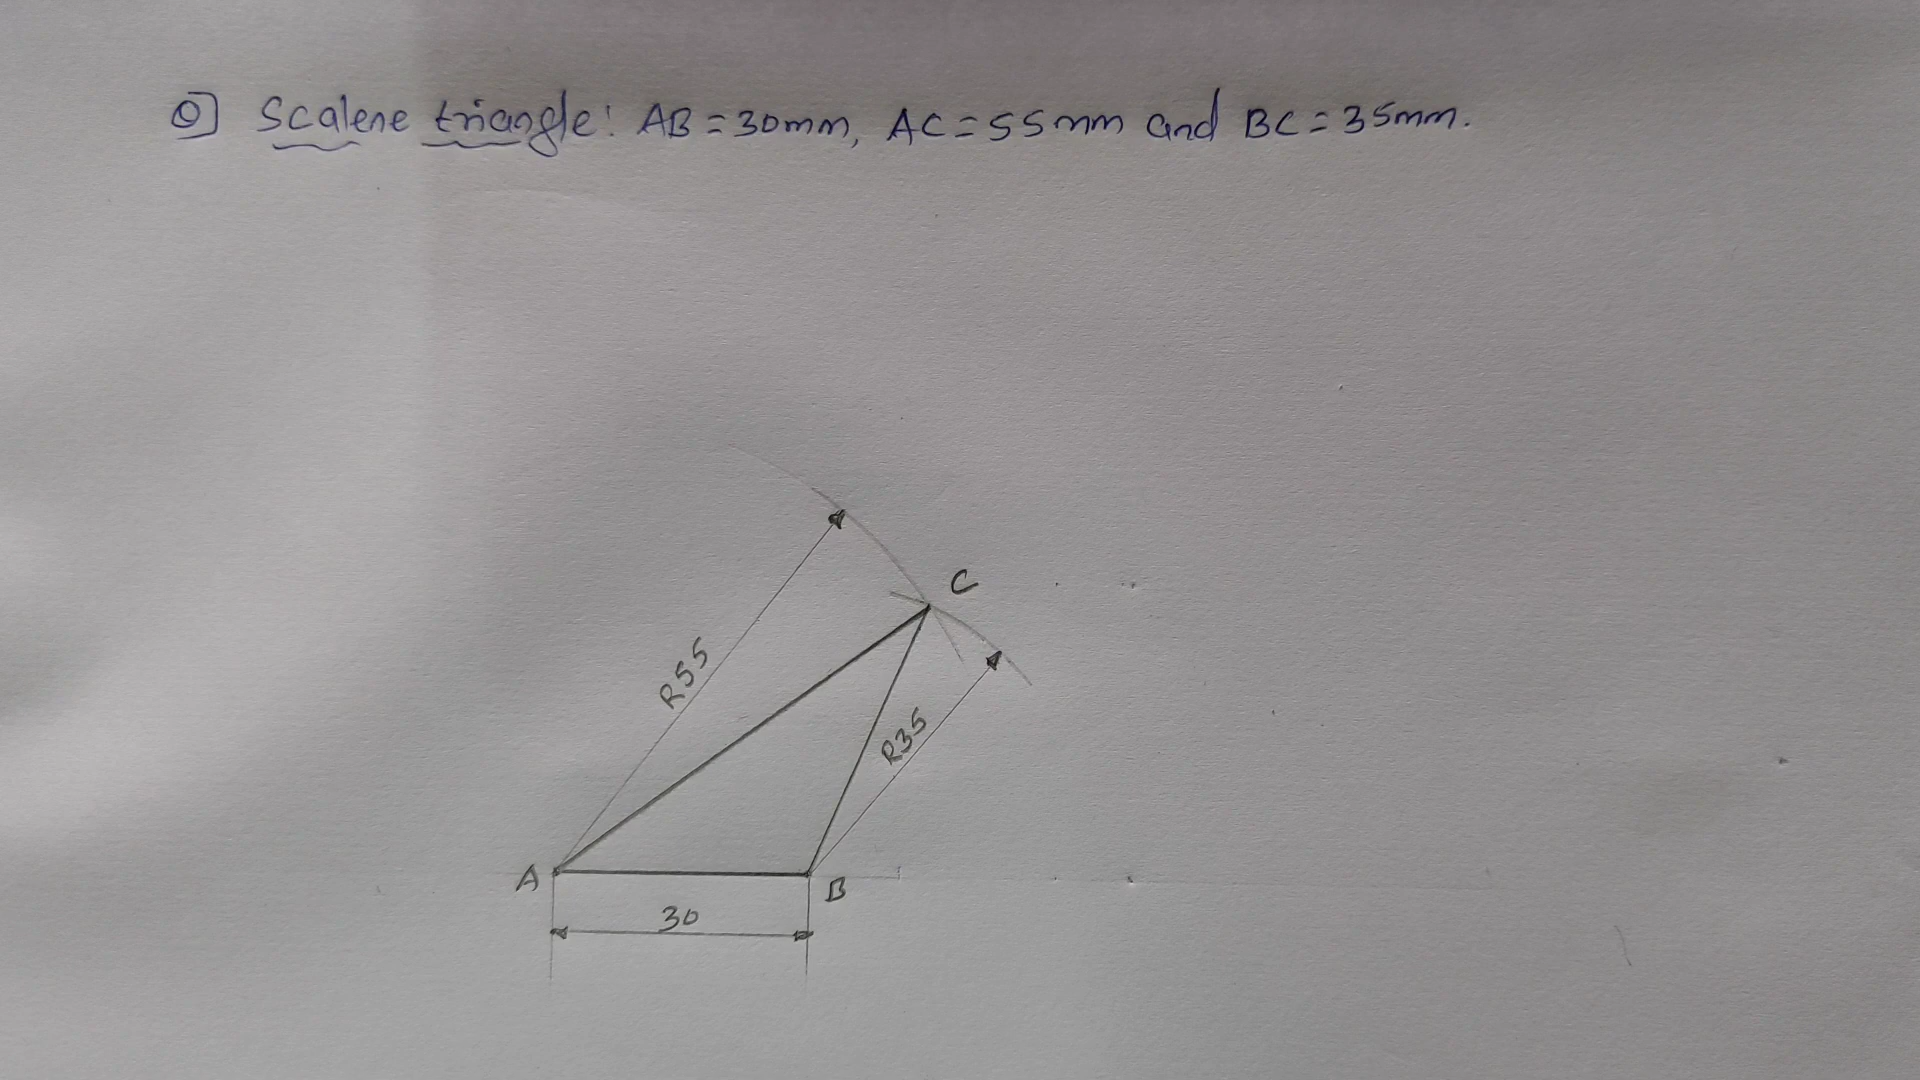 o] Scalene triangle: AB=30mm, AC=55mm and BC=35mm.
C
R55
R35
A
B
30